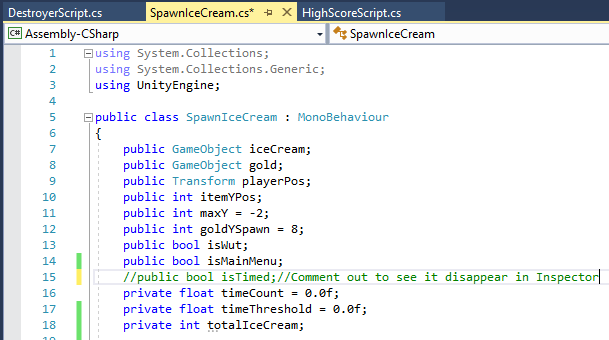 DestroyerScript.cs SpawnIceCream.cs* HighScoreScript.cs
C# Assembly-CSharp SpawnIceCream
1 using System.Collections;
2 using System.Collections.Generic;
3 using UnityEngine;
4
5 public class SpawnIceCream : MonoBehaviour
6 {
7 public GameObject iceCream;
8 public GameObject gold;
9 public Transform playerPos;
10 public int itemYPos;
11 public int maxY = -2;
12 public int goldYSpawn = 8;
13 public bool isWut;
14 public bool isMainMenu;
15 //public bool isTimed;//Comment out to see it disappear in Inspector
16 private float timeCount = 0.0f;
17 private float timeThreshold = 0.0f;
18 private int totalIceCream;